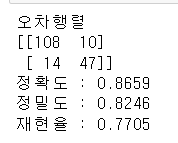 오차행렬
[[108  10]
 [ 14  47]]
정확도 : 0.8659
정밀도 : 0.8246
재현율 : 0.7705